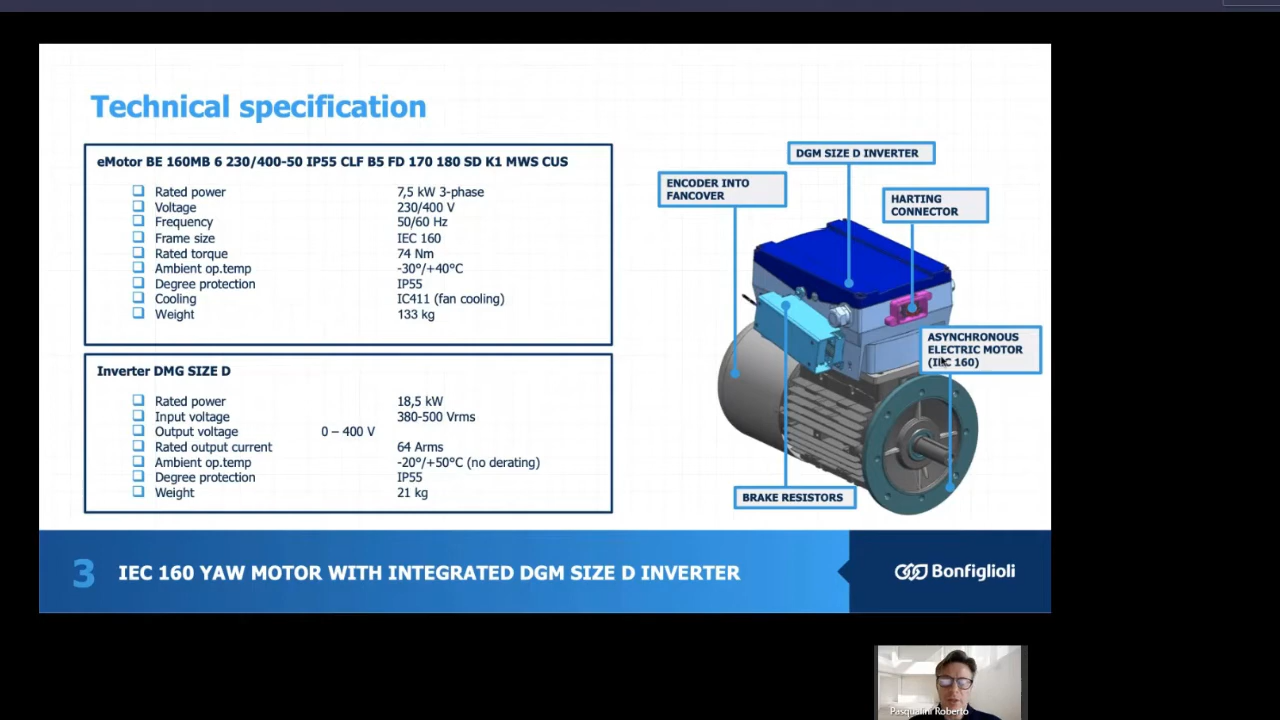 Technical specification
eMotor BE 160MB 6 230/400-50 IP55 CLF B5 FD 170 180 SD K1 MWS CUS
Rated power 7,5 kW 3-phase
Voltage 230/400 V
Frequency 50/60 Hz
Frame size IEC 160
Rated torque 74 Nm
Ambient op.temp -30°/+40°C
Degree protection IP55
Cooling IC411 (fan cooling)
Weight 133 kg
Inverter DMG SIZE D
Rated power 18,5 kW
Input voltage 380-500 Vrms
Output voltage 0 – 400 V
Rated output current 64 Arms
Ambient op.temp -20°/+50°C (no derating)
Degree protection IP55
Weight 21 kg
DGM SIZE D INVERTER
ENCODER INTO
FANCOVER
HARTING
CONNECTOR
ASYNCHRONOUS
ELECTRIC MOTOR
(IEC 160)
BRAKE RESISTORS
3 IEC 160 YAW MOTOR WITH INTEGRATED DGM SIZE D INVERTER
Bonfiglioli
Pasqualini Roberto